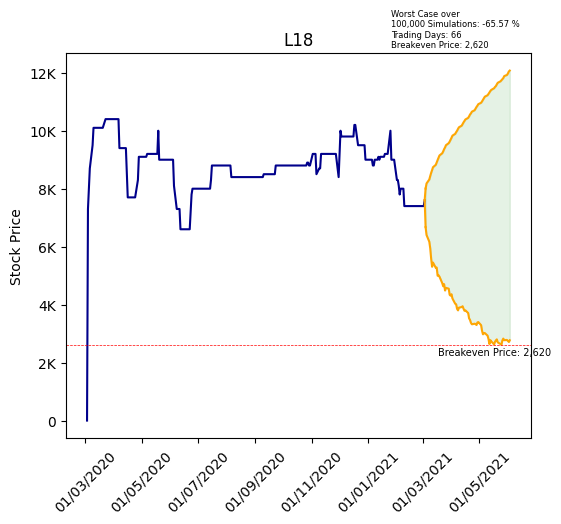 Worst Case over
100,000 Simulations: -65.57 %
Trading Days: 66
Breakeven Price: 2,620
L18
Stock Price
12K
10K
8K
6K
4K
2K
0
Breakeven Price: 2,620
01/03/2020
01/05/2020
01/07/2020
01/09/2020
01/11/2020
01/01/2021
01/03/2021
01/05/2021